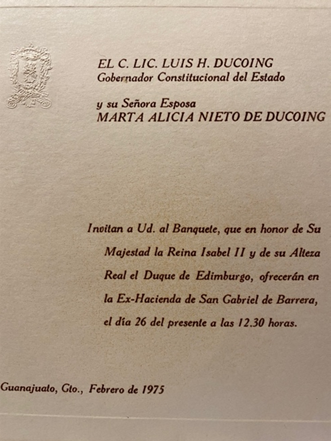 EL C. LIC. LUIS H. DUCOING
Gobernador Constitucional del Estado
y su Señora Esposa
MARTA ALICIA NIETO DE DUCOING
Invitan a Ud. al Banquete, que en honor de Su
Majestad la Reina Isabel II y de su Alteza
Real el Duque de Edimburgo, ofrecerán en
la Ex-Hacienda de San Gabriel de Barrera,
el día 26 del presente a las 12.30 horas.
Guanajuato, Gto., Febrero de 1975